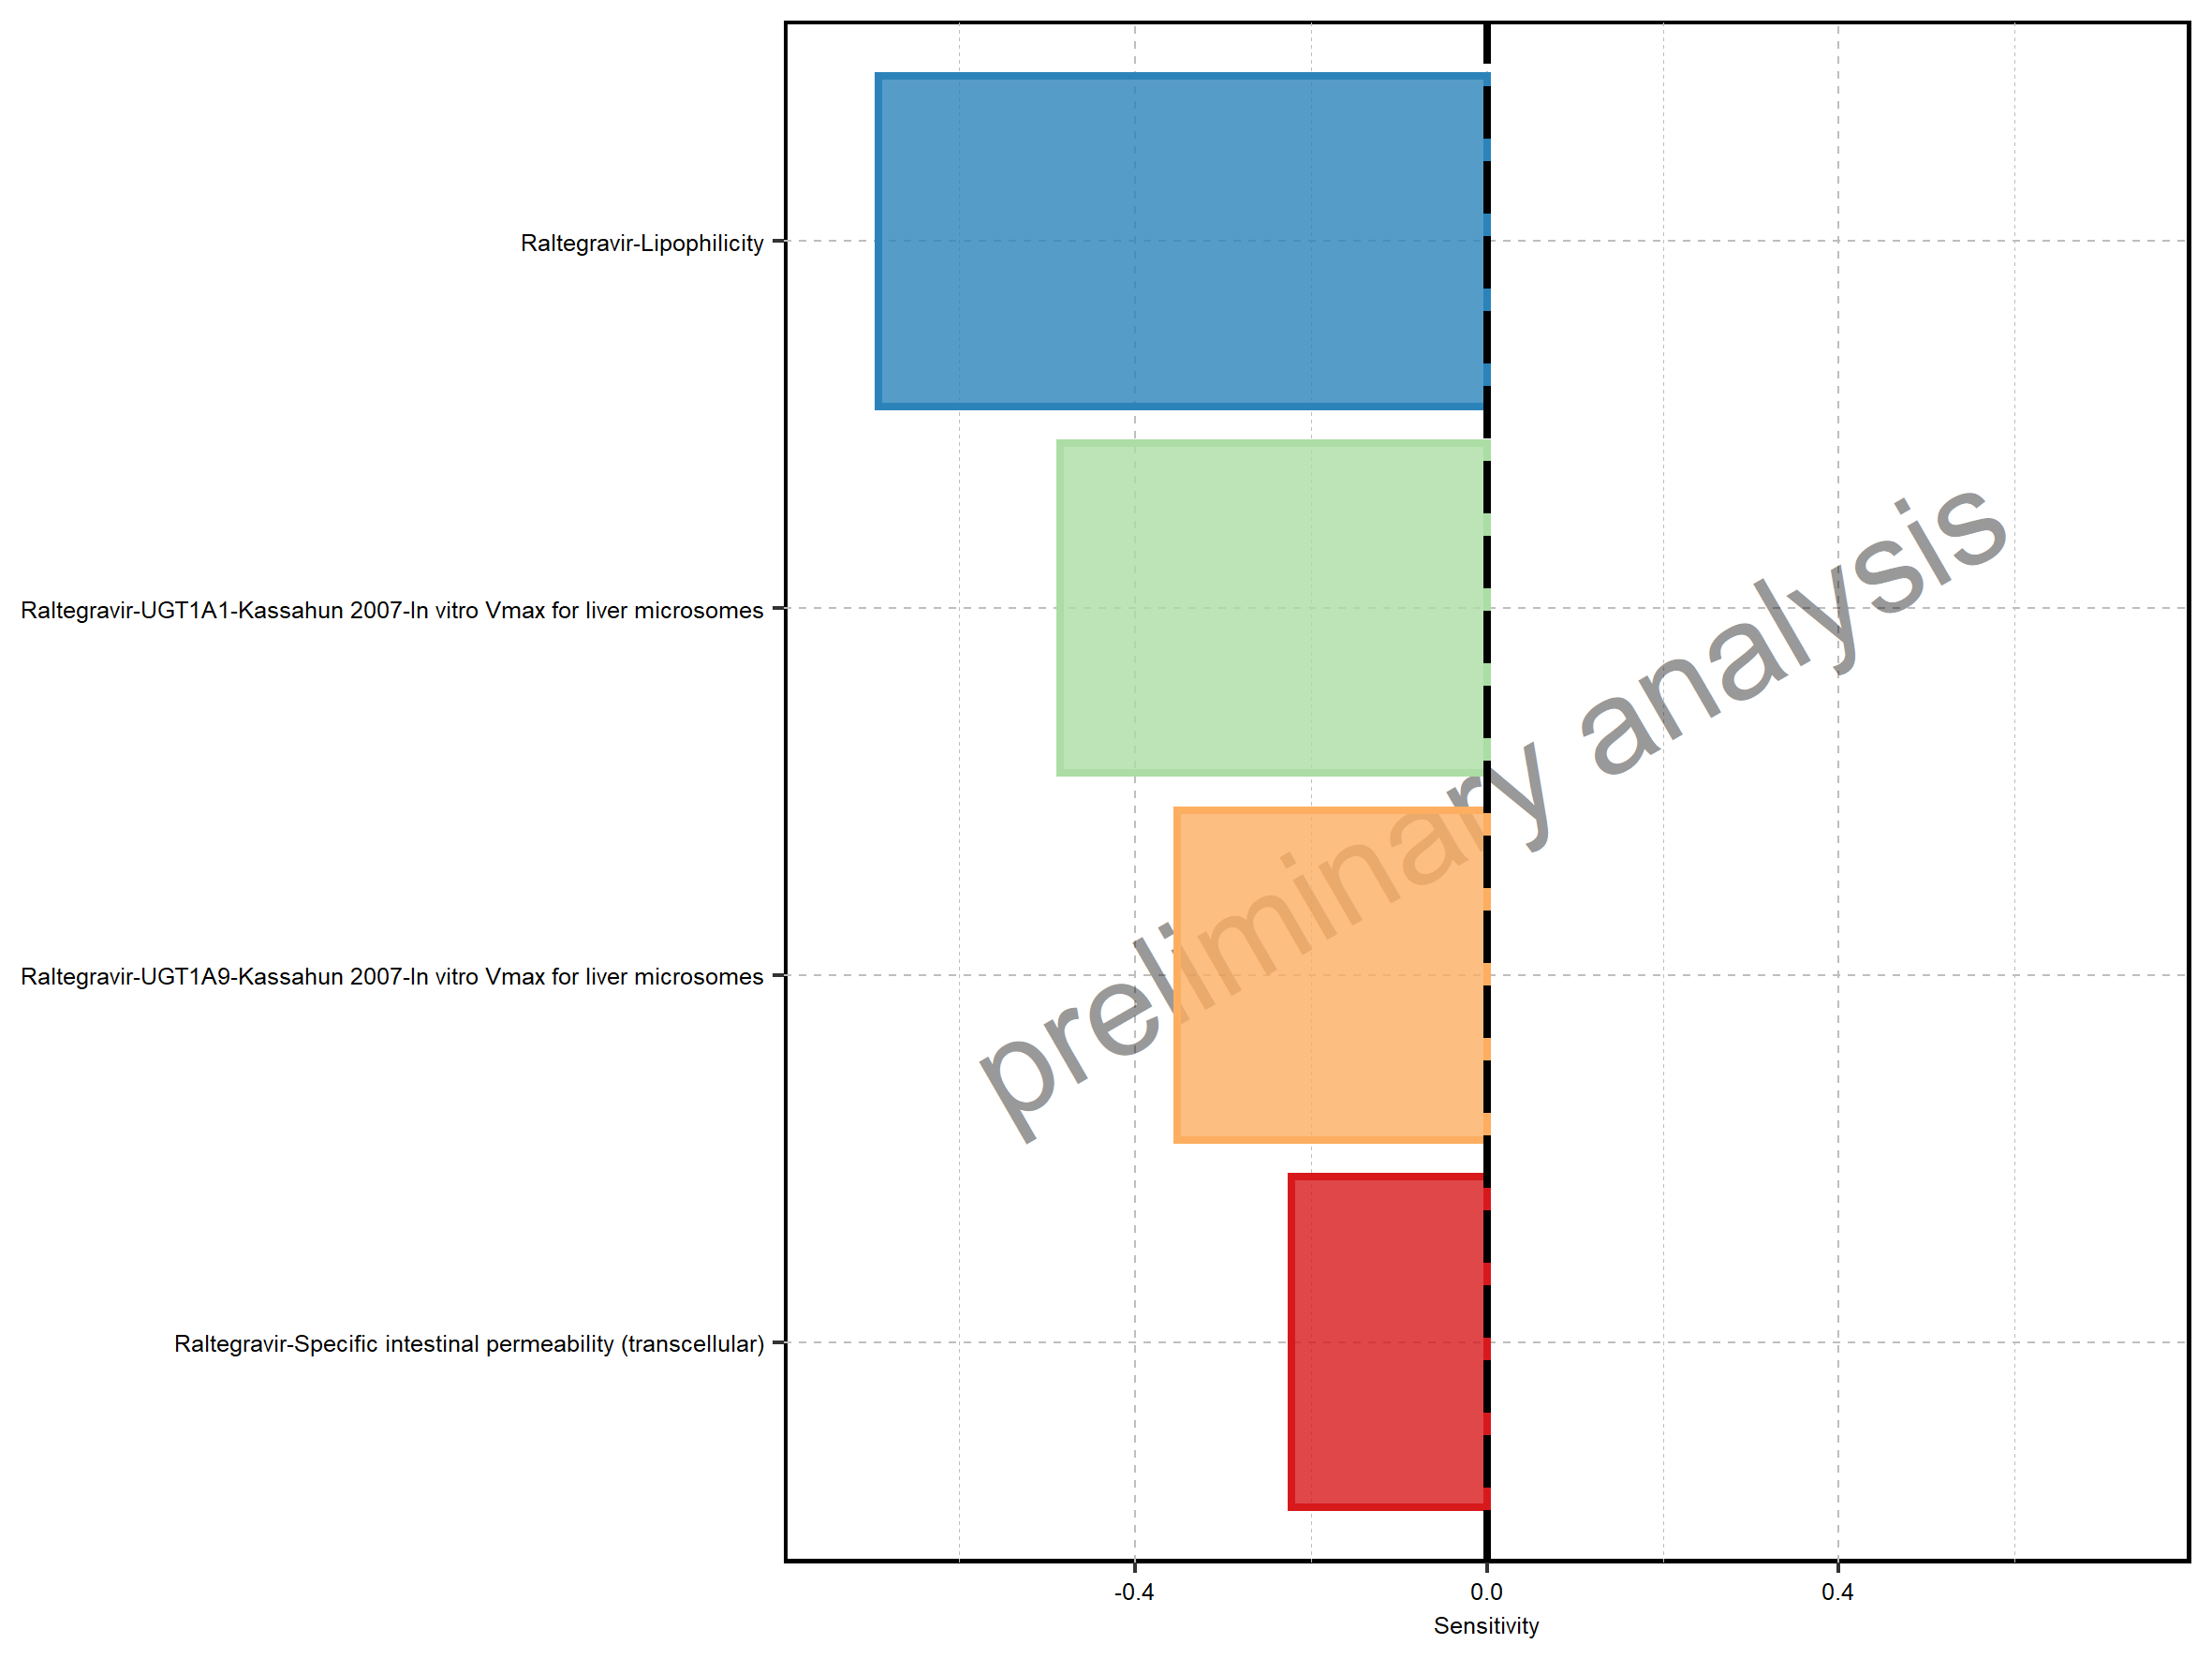 Raltegravir-Lipophilicity
Raltegravir-UGT1A1-Kassahun 2007-In vitro Vmax for liver microsomes
Raltegravir-UGT1A9-Kassahun 2007-In vitro Vmax for liver microsomes
Raltegravir-Specific intestinal permeability (transcellular)
preliminary analysis
-0.4 0.0 0.4
Sensitivity